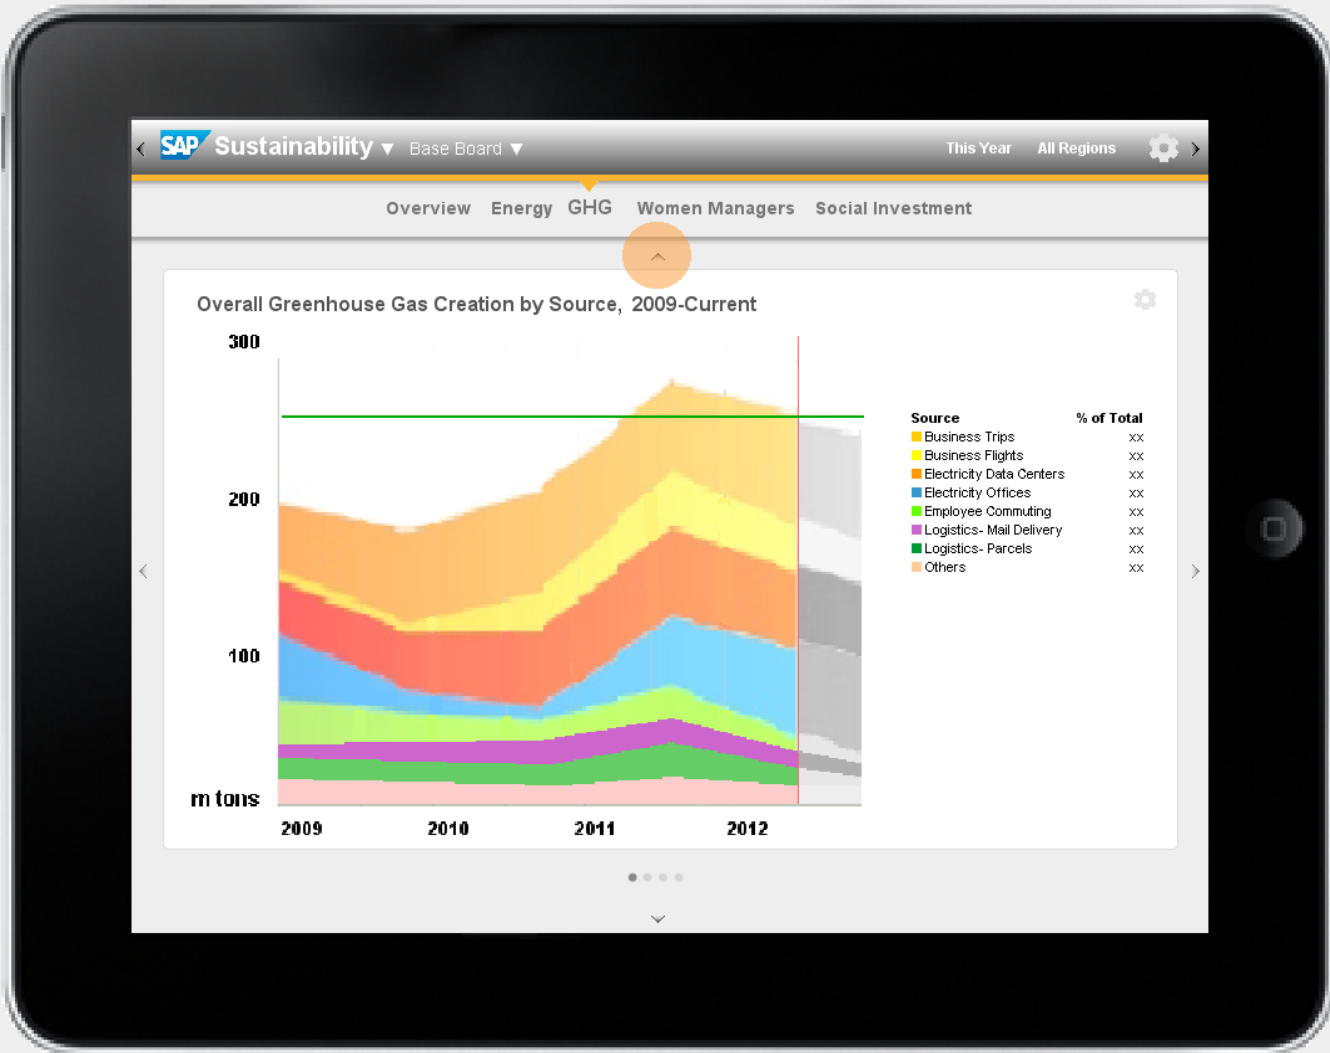 SAP Sustainability ▼ Base Board ▼ This Year All Regions
Overview Energy GHG Women Managers Social Investment
Overall Greenhouse Gas Creation by Source, 2009-Current
300
200
100
m tons
2009 2010 2011 2012
Source % of Total
Business Trips xx
Business Flights xx
Electricity Data Centers xx
Electricity Offices xx
Employee Commuting xx
Logistics- Mail Delivery xx
Logistics- Parcels xx
Others xx